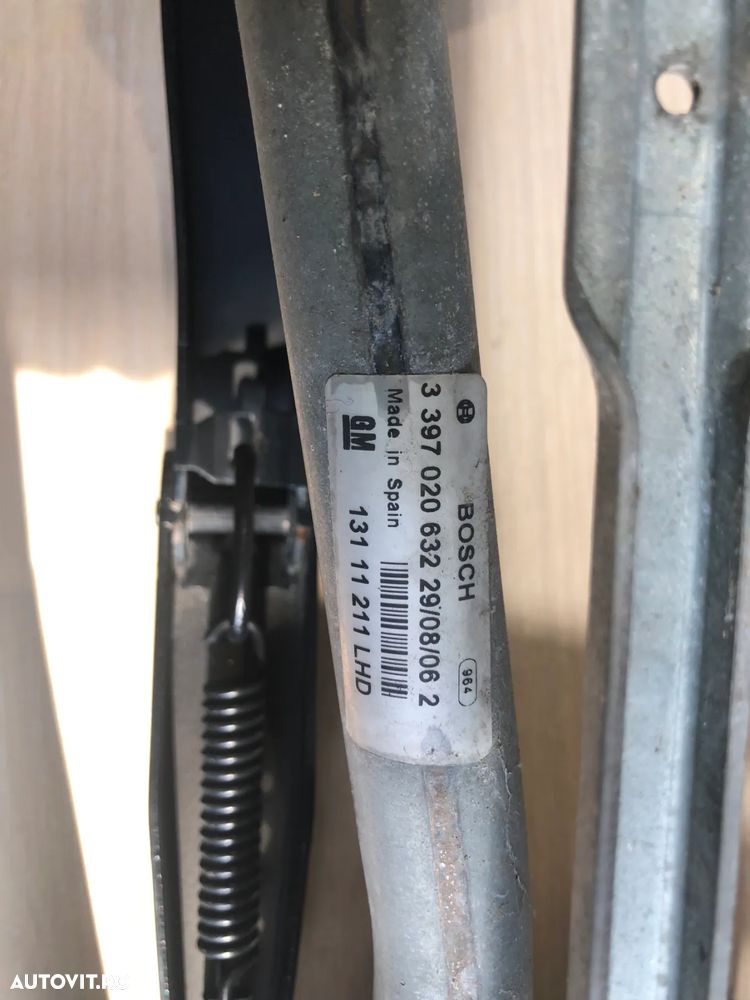 BOSCH 964
3 397 020 632 29/08/06 2
Made in Spain
GM 131 11 211 LHD
AUTOVIT.RO